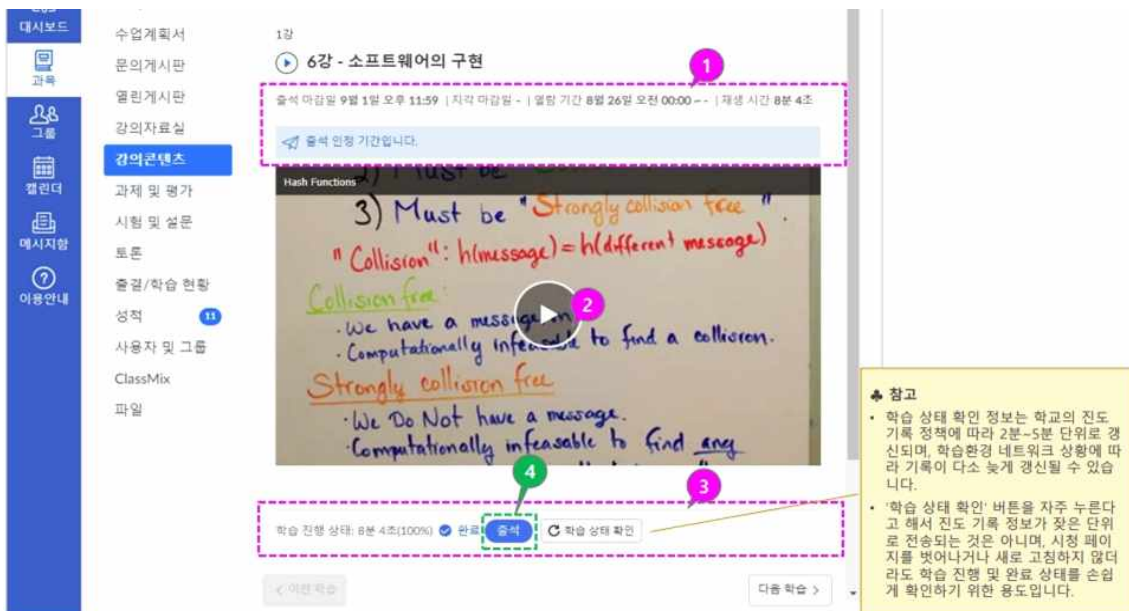 대시보드
과목
그룹
캘린더
메시지함
이용안내
수업계획서
문의게시판
열린게시판
강의자료실
강의콘텐츠
과제 및 평가
시험 및 설문
토론
출결/학습 현황
성적 11
사용자 및 그룹
ClassMix
파일
1강
6강 - 소프트웨어의 구현
1
출석 마감일 9월 1일 오후 11:59 | 지각 마감일 - | 열람 기간 8월 26일 오전 00:00 ~ - | 재생 시간 8분 4초
출석 인정 기간입니다.
Hash Functions
2) Must be
3) Must be "Strongly collision free".
"Collision": h(message) = h(different message)
Collision free:
2
· We have a message
· Computationally infeasable to find a collision.
Strongly collision free
· We Do Not have a message.
· Computationally infeasable to find any
4
3
학습 진행 상태: 8분 4초(100%) 완료 출석 학습 상태 확인
< 이전 학습
다음 학습 >
♣ 참고
• 학습 상태 확인 정보는 학교의 진도
기록 정책에 따라 2분~5분 단위로 갱
신되며, 학습환경 네트워크 상황에 따
라 기록이 다소 늦게 갱신될 수 있습
니다.
• '학습 상태 확인' 버튼을 자주 누른다
고 해서 진도 기록 정보가 잦은 단위
로 전송되는 것은 아니며, 시청 페이
지를 벗어나거나 새로 고침하지 않더
라도 학습 진행 및 완료 상태를 손쉽
게 확인하기 위한 용도입니다.